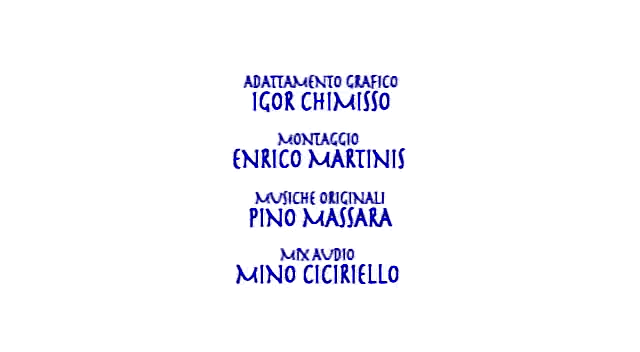 ADATTAMENTO GRAFICO
IGOR CHIMISSO
MONTAGGIO
ENRICO MARTINIS
MUSICHE ORIGINALI
PINO MASSARA
MIX AUDIO
MINO CICIRIELLO